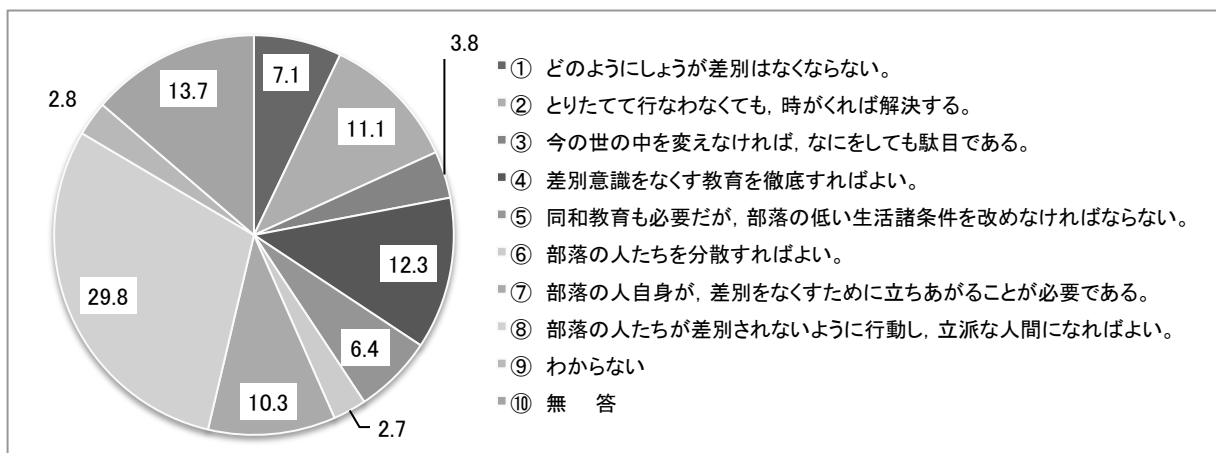 3.8
7.1
13.7
2.8
11.1
12.3
29.8
6.4
10.3
2.7
① どのようにしょうが差別はなくならない。
② とりたてて行なわなくても，時がくれば解決する。
③ 今の世の中を変えなければ，なにをしても駄目である。
④ 差別意識をなくす教育を徹底すればよい。
⑤ 同和教育も必要だが，部落の低い生活諸条件を改めなければならない。
⑥ 部落の人たちを分散すればよい。
⑦ 部落の人自身が，差別をなくすために立ちあがることが必要である。
⑧ 部落の人たちが差別されないように行動し，立派な人間になればよい。
⑨ わからない
⑩ 無　答